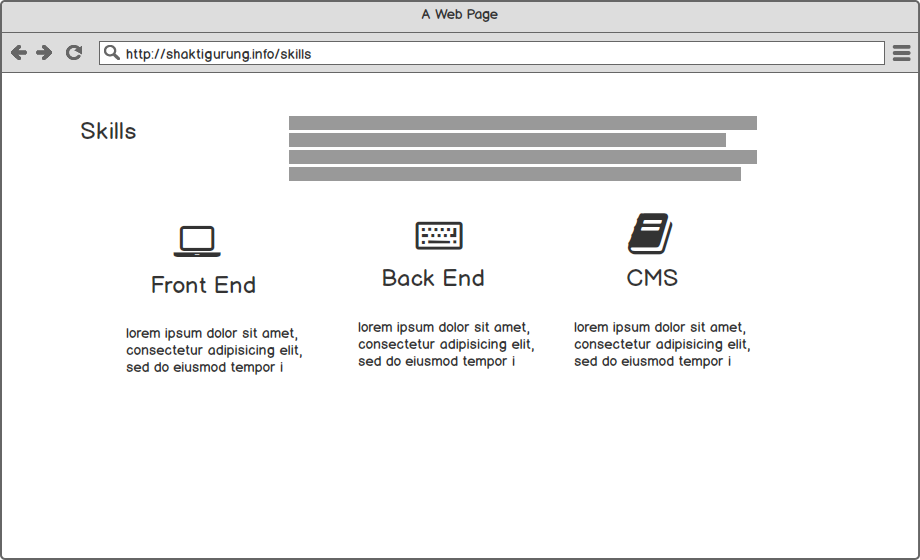 A Web Page
http://shaktigurung.info/skills
Skills
Front End
lorem ipsum dolor sit amet,
consectetur adipisicing elit,
sed do eiusmod tempor i
Back End
lorem ipsum dolor sit amet,
consectetur adipisicing elit,
sed do eiusmod tempor i
CMS
lorem ipsum dolor sit amet,
consectetur adipisicing elit,
sed do eiusmod tempor i